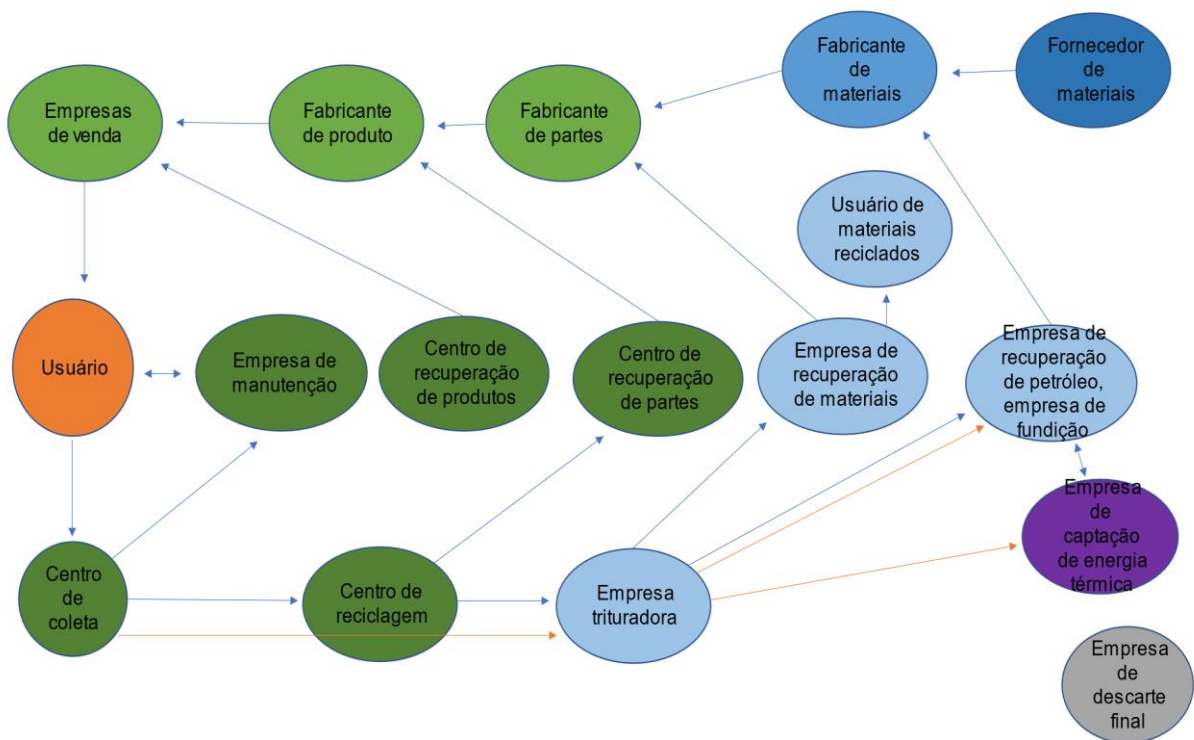 Fabricante
de
materiais
Fornecedor
de
materiais
Empresas
de venda
Fabricante
de produto
Fabricante
de partes
Usuário de
materiais
reciclados
Usuário
Empresa de
manutenção
Centro de
recuperação
de produtos
Centro de
recuperação
de partes
Empresa de
recuperação
de materiais
Empresa de
recuperação
de petróleo,
empresa de
fundição
Empresa
de
captação
de energia
térmica
Centro
de
coleta
Centro de
reciclagem
Empresa
trituradora
Empresa
de
descarte
final